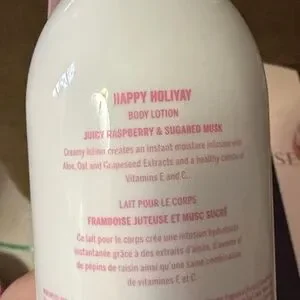 HAPPY HOLIYAY
BODY LOTION
JUICY RASPBERRY & SUGARED MUSK
Creamy lotion creates an instant moisture infusion with
Aloe, Oat and Grapeseed Extracts and a healthy combo of
Vitamins E and C.
LAIT POUR LE CORPS
FRAMBOISE JUTEUSE ET MUSC SUCRÉ
Ce lait pour le corps crée une infusion hydratante
instantanée grâce à des extraits d'aloès, d'avoine et
de pépins de raisin ainsi qu'une saine combinaison
de vitamines E et C.